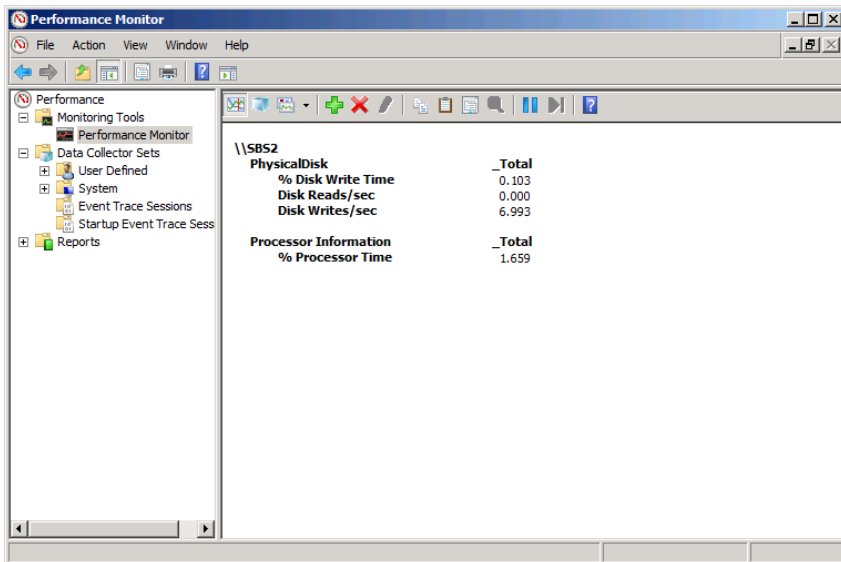 Performance Monitor
File Action View Window Help
Performance
Monitoring Tools
Performance Monitor
Data Collector Sets
User Defined
System
Event Trace Sessions
Startup Event Trace Sess
Reports
\\SBS2
PhysicalDisk _Total
% Disk Write Time 0.103
Disk Reads/sec 0.000
Disk Writes/sec 6.993
Processor Information _Total
% Processor Time 1.659